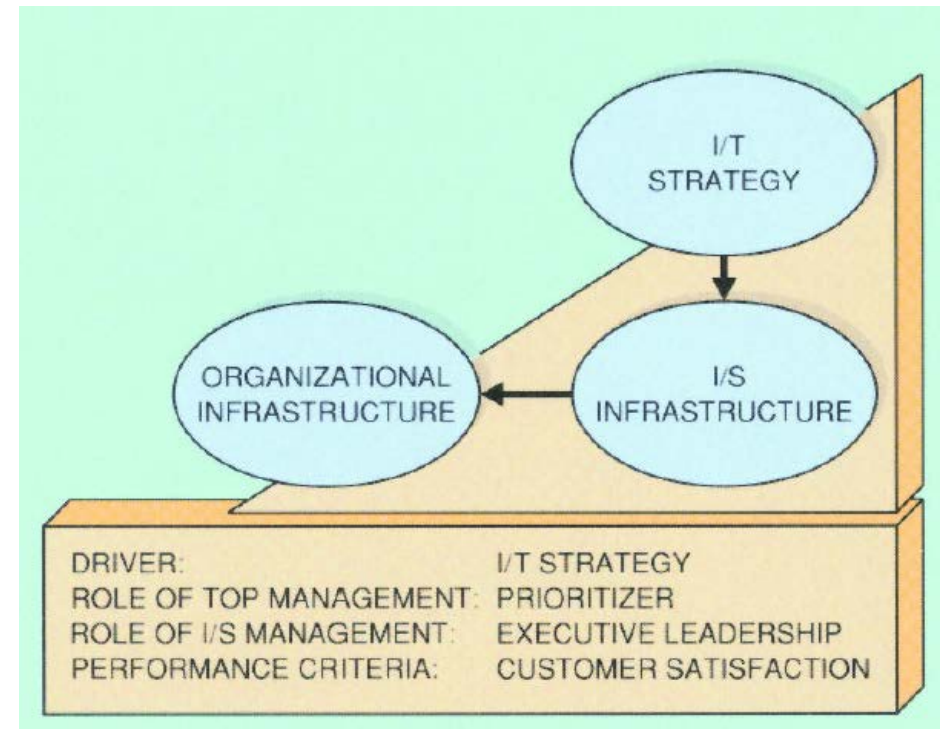 I/T
STRATEGY
ORGANIZATIONAL
INFRASTRUCTURE
I/S
INFRASTRUCTURE
DRIVER: I/T STRATEGY
ROLE OF TOP MANAGEMENT: PRIORITIZER
ROLE OF I/S MANAGEMENT: EXECUTIVE LEADERSHIP
PERFORMANCE CRITERIA: CUSTOMER SATISFACTION